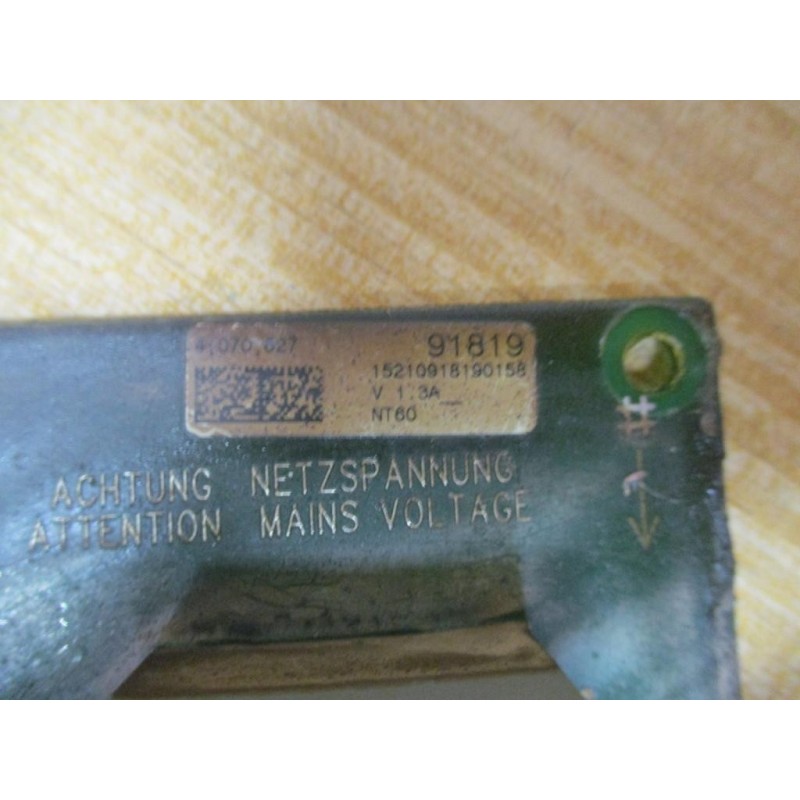 4,070,627 91819
15210918190158
V 1.3A
NT60
ACHTUNG NETZSPANNUNG
ATTENTION MAINS VOLTAGE